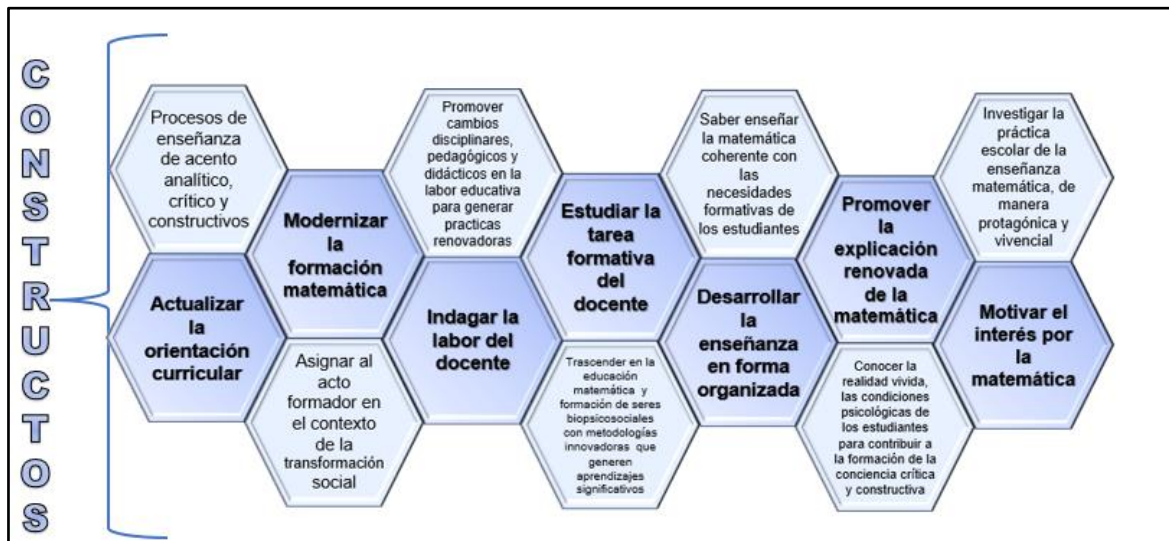 CONSTRUCTOS
Procesos de
enseñanza
de acento
analítico,
crítico y
constructivos
Actualizar
la
orientación
curricular
Modernizar
la
formación
matemática
Asignar al
acto
formador en
el contexto
de la
transformación
social
Promover
cambios
disciplinares,
pedagógicos y
didácticos en la
labor educativa
para generar
practicas
renovadoras
Indagar la
labor del
docente
Estudiar la
tarea
formativa
del
docente
Trascender en la
educación
matemática y
formación de seres
biopsicosociales
con metodologías
innovadoras que
generen
aprendizajes
significativos
Saber enseñar
la matemática
coherente con
las
necesidades
formativas de
los estudiantes
Desarrollar
la
enseñanza
en forma
organizada
Promover
la
explicación
renovada
de la
matemática
Conocer la
realidad vivida,
las condiciones
psicológicas de
los estudiantes
para contribuir a
la formación de la
conciencia crítica
y constructiva
Investigar la
práctica
escolar de la
enseñanza
matemática, de
manera
protagónica y
vivencial
Motivar el
interés por
la
matemática